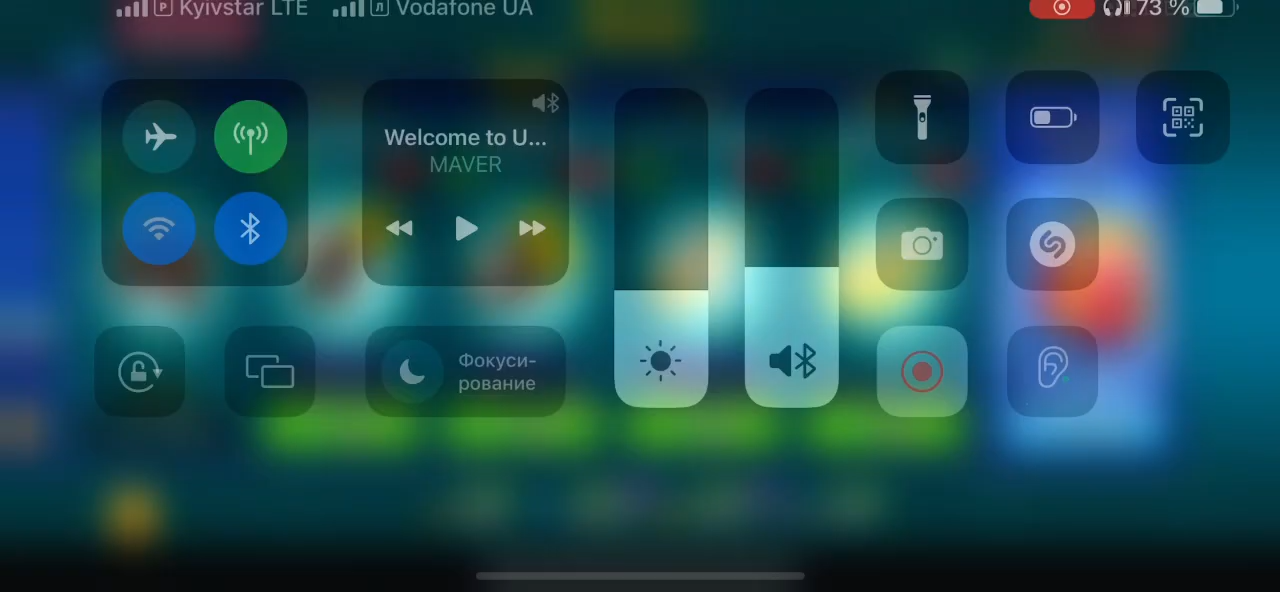 P Kyivstar LTE
Л Vodafone UA
73 %
Welcome to U...
MAVER
Фокуси-
рование